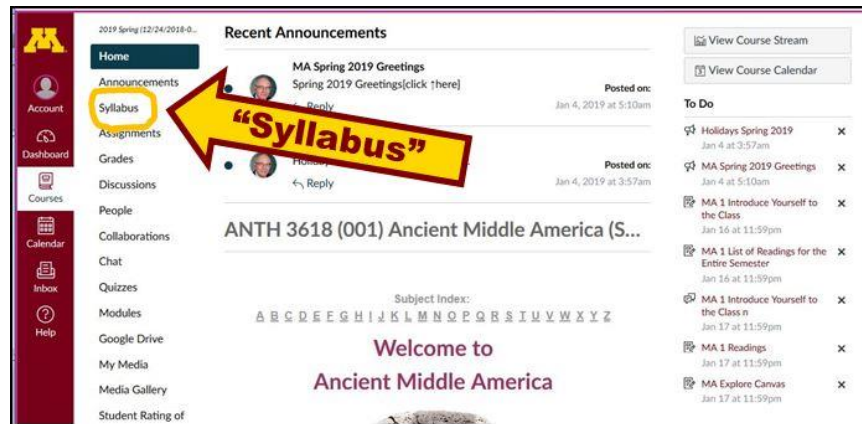 Account
Dashboard
Courses
Calendar
Inbox
Help
2019 Spring (12/24/2018-0...
Home
Announcements
Syllabus
Assignments
Grades
Discussions
People
Collaborations
Chat
Quizzes
Modules
Google Drive
My Media
Media Gallery
Student Rating of
Recent Announcements
MA Spring 2019 Greetings
Spring 2019 Greetings[click ↑here]
Reply
Posted on:
Jan 4, 2019 at 5:10am
"Syllabus"
Reply
Posted on:
Jan 4, 2019 at 3:57am
ANTH 3618 (001) Ancient Middle America (S...
Subject Index:
A B C D E F G H I J K L M N O P Q R S T U V W X Y Z
Welcome to
Ancient Middle America
View Course Stream
View Course Calendar
To Do
Holidays Spring 2019
Jan 4 at 3:57am
MA Spring 2019 Greetings
Jan 4 at 5:10am
MA 1 Introduce Yourself to
the Class
Jan 16 at 11:59pm
MA 1 List of Readings for the
Entire Semester
Jan 16 at 11:59pm
MA 1 Introduce Yourself to
the Class n
Jan 17 at 11:59pm
MA 1 Readings
Jan 17 at 11:59pm
MA Explore Canvas
Jan 17 at 11:59pm